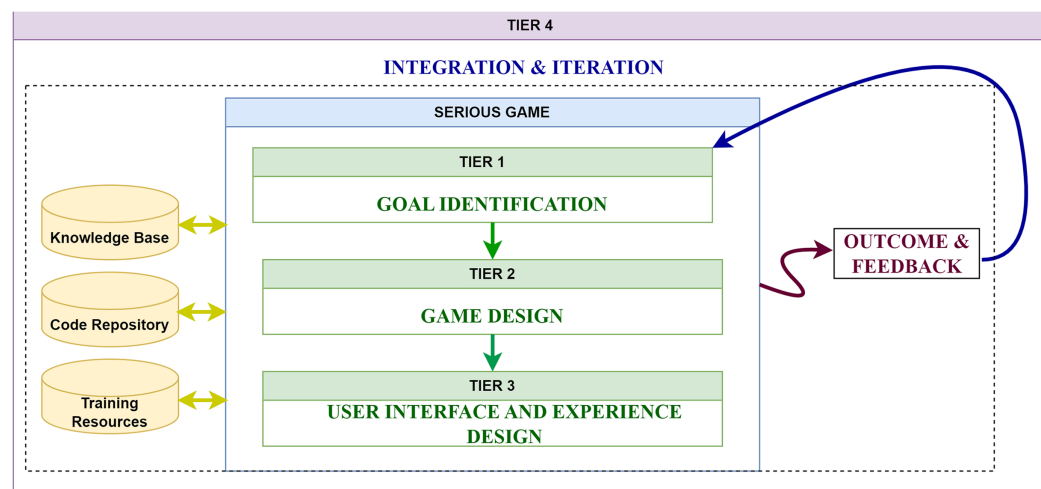 TIER 4
INTEGRATION & ITERATION
SERIOUS GAME
TIER 1
GOAL IDENTIFICATION
Knowledge Base
OUTCOME &
FEEDBACK
TIER 2
GAME DESIGN
Code Repository
TIER 3
USER INTERFACE AND EXPERIENCE
DESIGN
Training
Resources